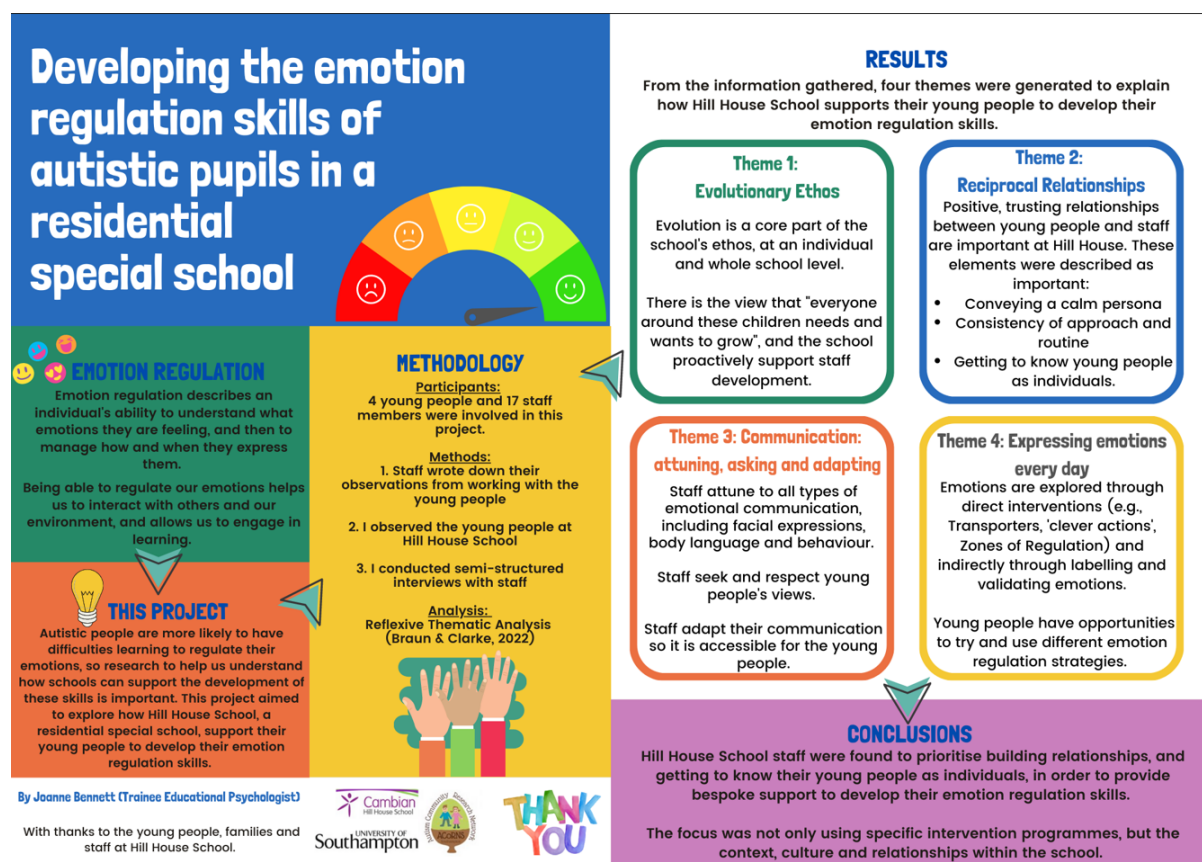 Developing the emotion
regulation skills of
autistic pupils in a
residential
special school
EMOTION REGULATION
Emotion regulation describes an
individual's ability to understand what
emotions they are feeling, and then to
manage how and when they express
them.
Being able to regulate our emotions helps
us to interact with others and our
environment, and allows us to engage in
learning.
THIS PROJECT
Autistic people are more likely to have
difficulties learning to regulate their
emotions, so research to help us understand
how schools can support the development of
these skills is important. This project aimed
to explore how Hill House School, a
residential special school, support their
young people to develop their emotion
regulation skills.
METHODOLOGY
Participants:
4 young people and 17 staff
members were involved in this
project.
Methods:
1. Staff wrote down their
observations from working with the
young people
2. I observed the young people at
Hill House School
3. I conducted semi-structured
interviews with staff
Analysis:
Reflexive Thematic Analysis
(Braun & Clarke, 2022)
RESULTS
From the information gathered, four themes were generated to explain
how Hill House School supports their young people to develop their
emotion regulation skills.
Theme 1:
Evolutionary Ethos
Evolution is a core part of the
school's ethos, at an individual
and whole school level.
There is the view that "everyone
around these children needs and
wants to grow", and the school
proactively support staff
development.
Theme 2:
Reciprocal Relationships
Positive, trusting relationships
between young people and staff
are important at Hill House. These
elements were described as
important:
• Conveying a calm persona
• Consistency of approach and
routine
• Getting to know young people
as individuals.
Theme 3: Communication:
attuning, asking and adapting
Staff attune to all types of
emotional communication,
including facial expressions,
body language and behaviour.
Staff seek and respect young
people's views.
Staff adapt their communication
so it is accessible for the young
people.
Theme 4: Expressing emotions
every day
Emotions are explored through
direct interventions (e.g.,
Transporters, 'clever actions',
Zones of Regulation) and
indirectly through labelling and
validating emotions.
Young people have opportunities
to try and use different emotion
regulation strategies.
CONCLUSIONS
Hill House School staff were found to prioritise building relationships, and
getting to know their young people as individuals, in order to provide
bespoke support to develop their emotion regulation skills.
The focus was not only using specific intervention programmes, but the
context, culture and relationships within the school.
By Joanne Bennett (Trainee Educational Psychologist)
With thanks to the young people, families and
staff at Hill House School.
Cambian
Hill House School
UNIVERSITY OF
Southampton
Autism Community Research Network
ACoRNS
THANK
YOU